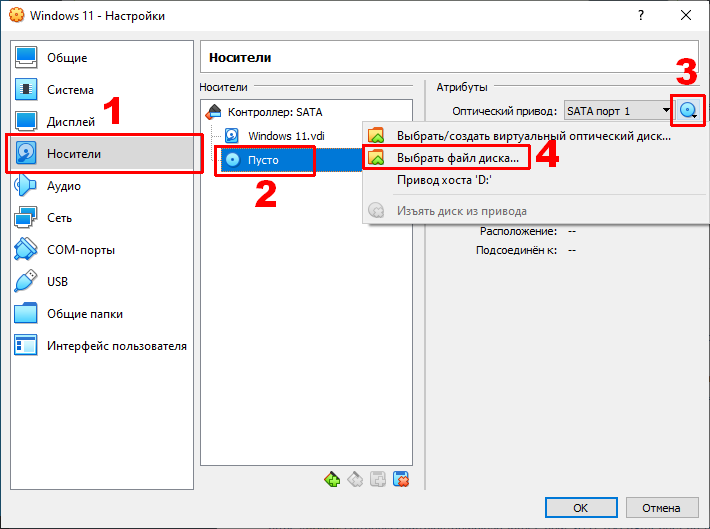 Windows 11 - Настройки
?
Общие
Система
Дисплей
1
Носители
Аудио
Сеть
COM-порты
USB
Общие папки
Интерфейс пользователя
Носители
Носители
Контроллер: SATA
Windows 11.vdi
Пусто
2
Атрибуты
3
Оптический привод: SATA порт 1
Выбрать/создать виртуальный оптический диск...
Выбрать файл диска...
4
Привод хоста 'D:'
Изъять диск из привода
Расположение: --
Подсоединён к: --
OK
Отмена